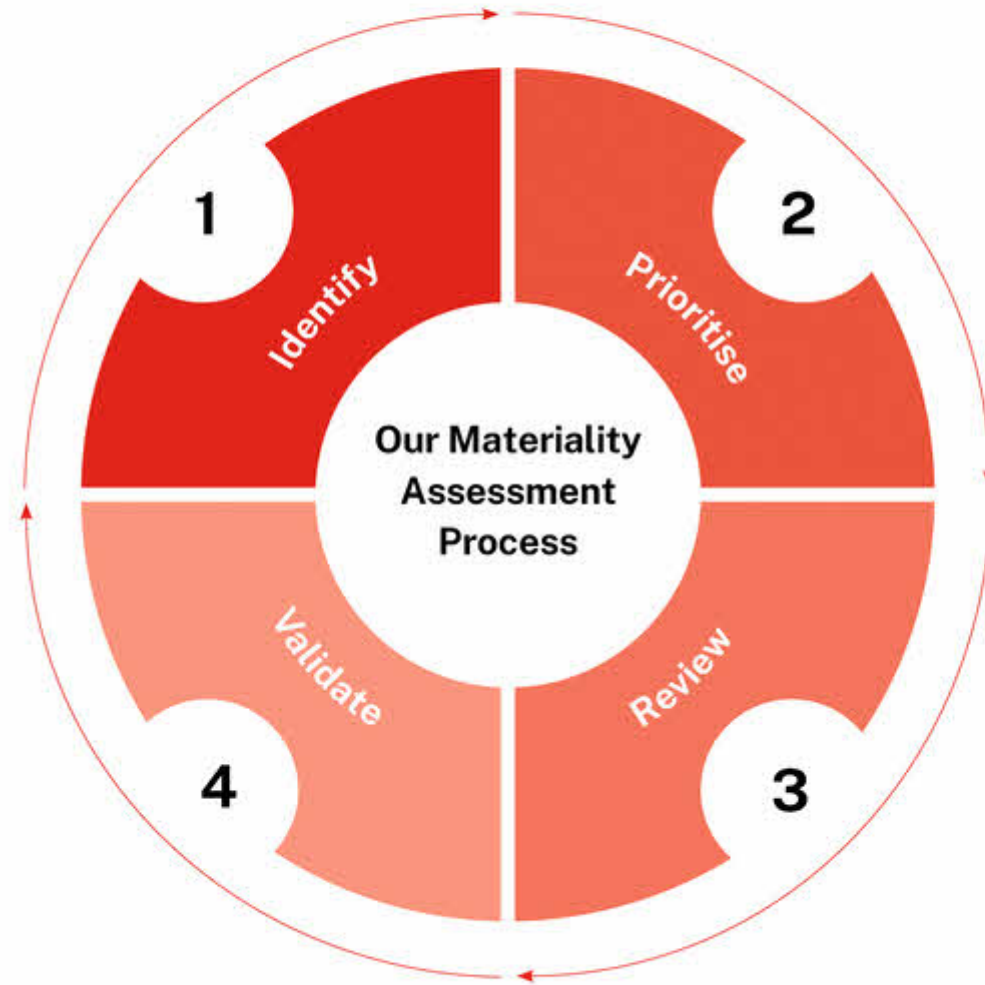 1
Identify
2
Prioritise
Our Materiality
Assessment
Process
Validate
4
Review
3